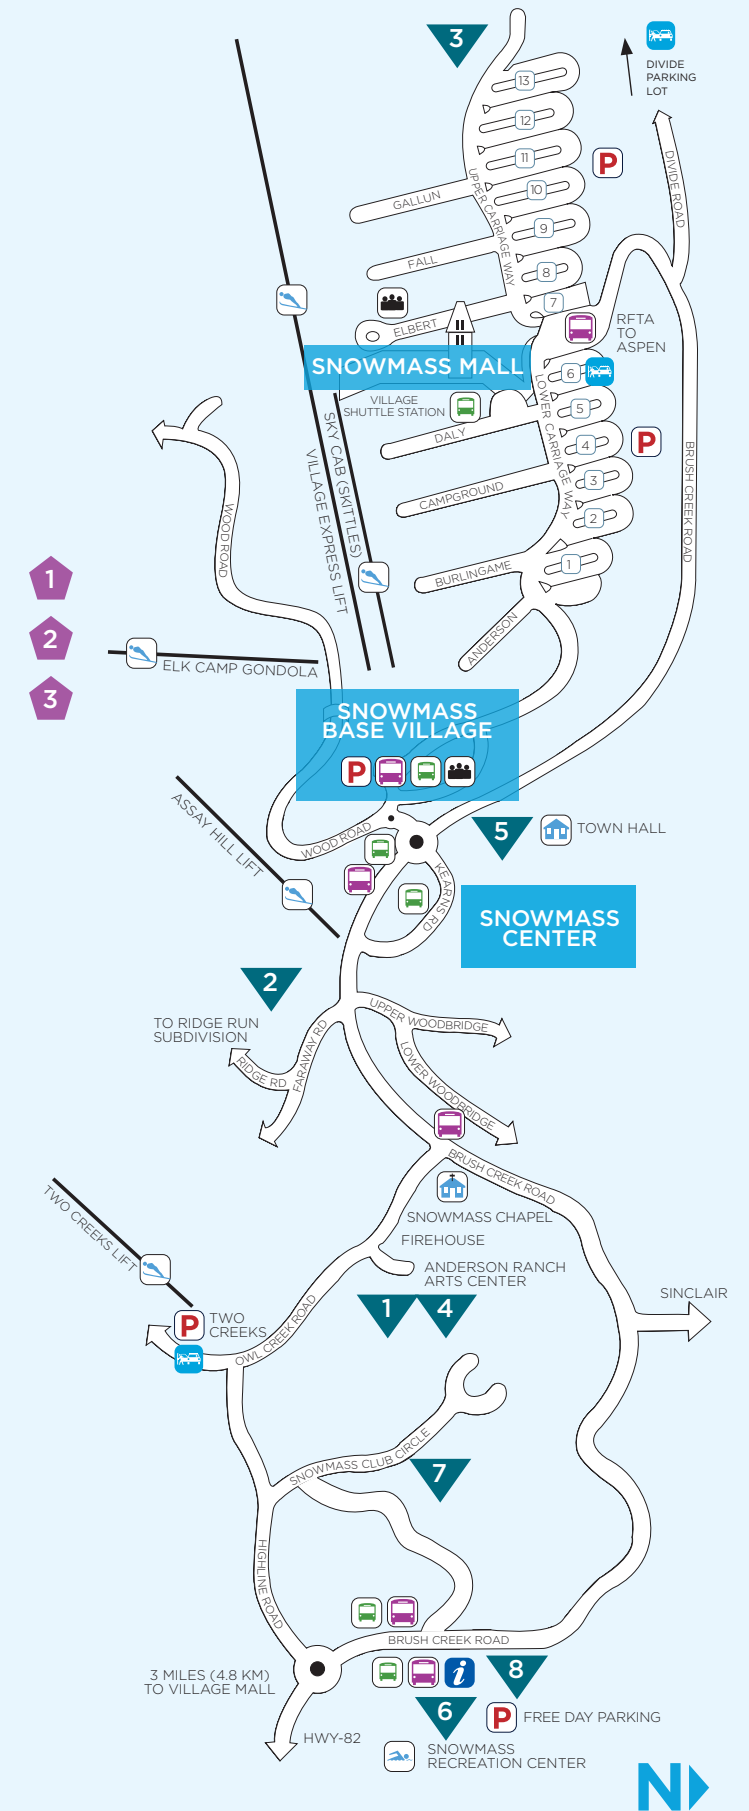 3
DIVIDE
PARKING
LOT
13
12
11
P
10
9
8
7
GALLUN
FALL
ELBERT
UPPER CARRIAGE WAY
DIVIDE ROAD
RFTA
TO
ASPEN
SNOWMASS MALL
VILLAGE
SHUTTLE STATION
6
5
4
P
3
2
1
DALY
CAMPGROUND
BURLINGAME
ANDERSON
LOWER CARRIAGE WAY
BRUSH CREEK ROAD
SKY CAB (SKITTLES)
VILLAGE EXPRESS LIFT
WOOD ROAD
1
2
3
ELK CAMP GONDOLA
SNOWMASS
BASE VILLAGE
P
ASSAY HILL LIFT
WOOD ROAD
5
TOWN HALL
KEARNS RD
SNOWMASS
CENTER
2
TO RIDGE RUN
SUBDIVISION
RIDGE RD
FARAWAY RD
UPPER WOODBRIDGE
LOWER WOODBRIDGE
BRUSH CREEK ROAD
SNOWMASS CHAPEL
FIREHOUSE
ANDERSON RANCH
ARTS CENTER
1
4
TWO CREEKS LIFT
P
TWO
CREEKS
OWL CREEK ROAD
SINCLAIR
SNOWMASS CLUB CIRCLE
7
HIGHLINE ROAD
BRUSH CREEK ROAD
3 MILES (4.8 KM)
TO VILLAGE MALL
i
8
6
P
FREE DAY PARKING
HWY-82
SNOWMASS
RECREATION CENTER
N